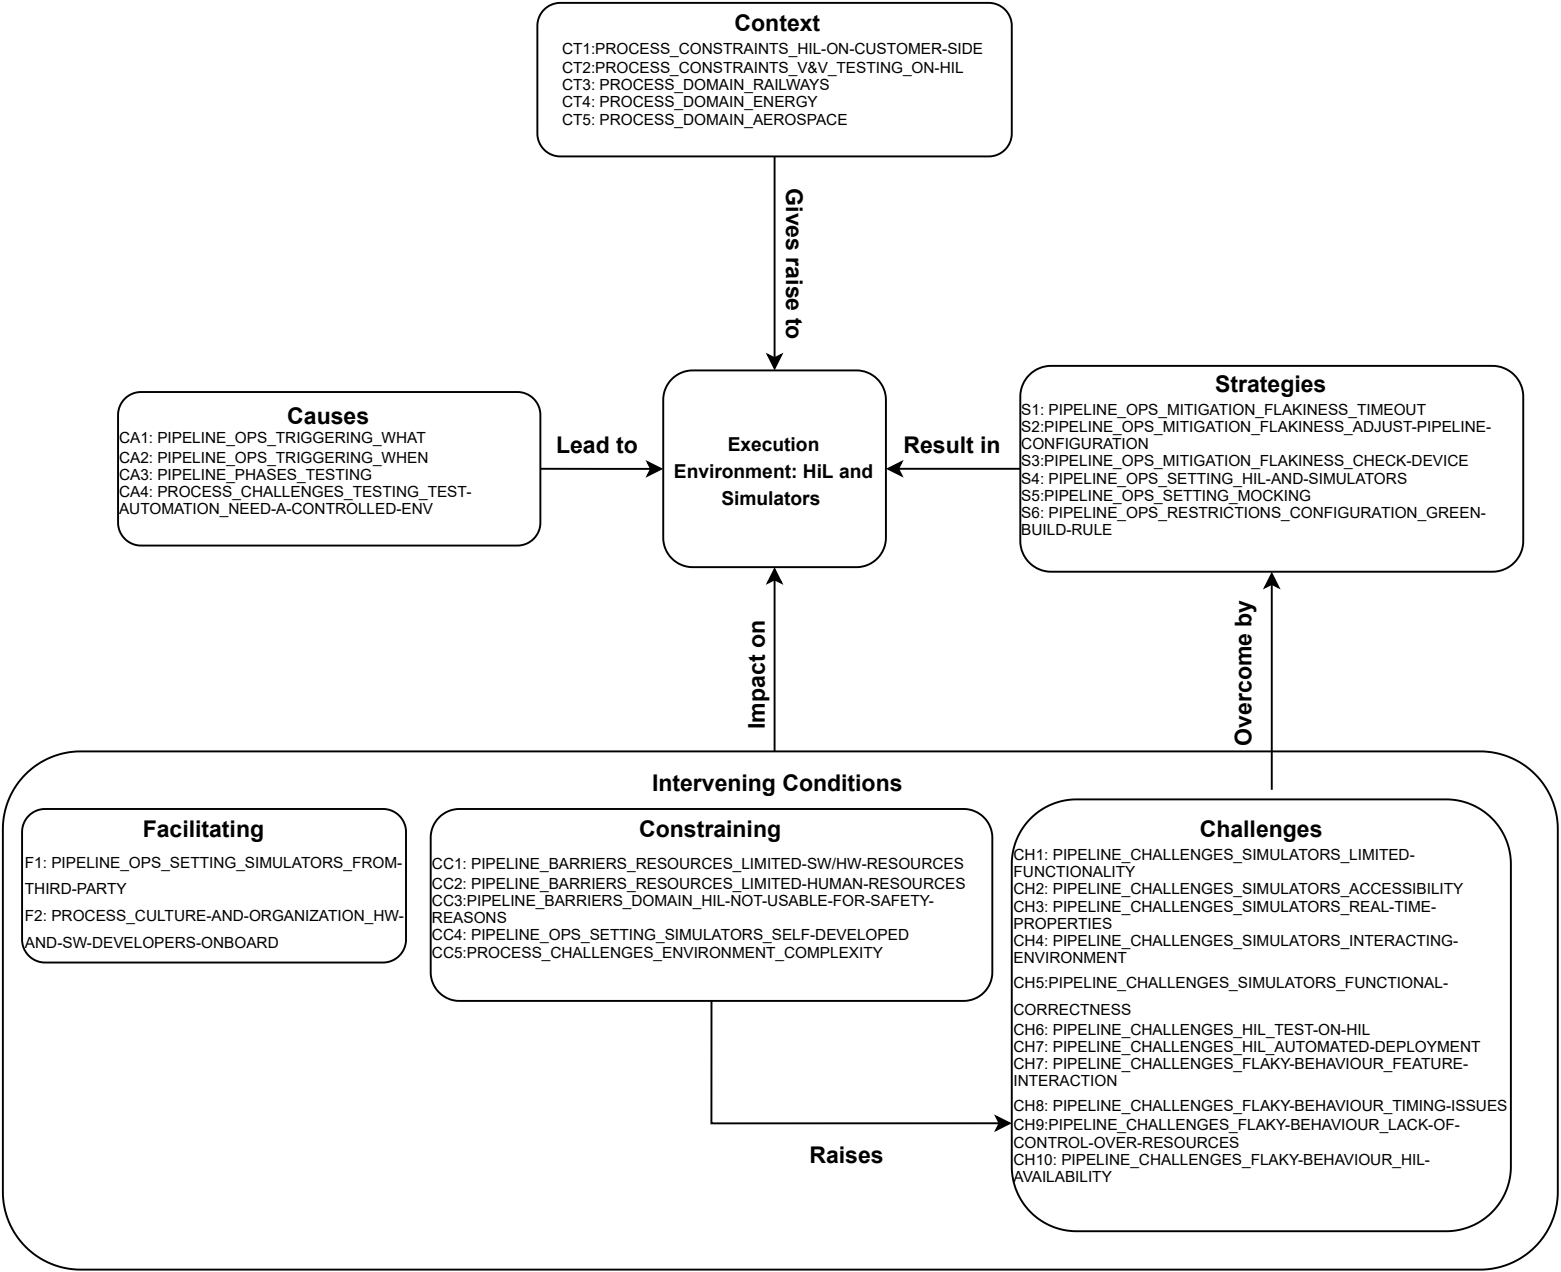 Context
CT1:PROCESS_CONSTRAINTS_HIL-ON-CUSTOMER-SIDE
CT2:PROCESS_CONSTRAINTS_V&V_TESTING_ON-HIL
CT3: PROCESS_DOMAIN_RAILWAYS
CT4: PROCESS_DOMAIN_ENERGY
CT5: PROCESS_DOMAIN_AEROSPACE
Gives raise to
Causes
CA1: PIPELINE_OPS_TRIGGERING_WHAT
CA2: PIPELINE_OPS_TRIGGERING_WHEN
CA3: PIPELINE_PHASES_TESTING
CA4: PROCESS_CHALLENGES_TESTING_TEST-
AUTOMATION_NEED-A-CONTROLLED-ENV
Lead to
Execution
Environment: HiL and
Simulators
Result in
Strategies
S1: PIPELINE_OPS_MITIGATION_FLAKINESS_TIMEOUT
S2:PIPELINE_OPS_MITIGATION_FLAKINESS_ADJUST-PIPELINE-
CONFIGURATION
S3:PIPELINE_OPS_MITIGATION_FLAKINESS_CHECK-DEVICE
S4: PIPELINE_OPS_SETTING_HIL-AND-SIMULATORS
S5:PIPELINE_OPS_SETTING_MOCKING
S6: PIPELINE_OPS_RESTRICTIONS_CONFIGURATION_GREEN-
BUILD-RULE
Impact on
Overcome by
Intervening Conditions
Facilitating
F1: PIPELINE_OPS_SETTING_SIMULATORS_FROM-
THIRD-PARTY
F2: PROCESS_CULTURE-AND-ORGANIZATION_HW-
AND-SW-DEVELOPERS-ONBOARD
Constraining
CC1: PIPELINE_BARRIERS_RESOURCES_LIMITED-SW/HW-RESOURCES
CC2: PIPELINE_BARRIERS_RESOURCES_LIMITED-HUMAN-RESOURCES
CC3:PIPELINE_BARRIERS_DOMAIN_HIL-NOT-USABLE-FOR-SAFETY-
REASONS
CC4: PIPELINE_OPS_SETTING_SIMULATORS_SELF-DEVELOPED
CC5:PROCESS_CHALLENGES_ENVIRONMENT_COMPLEXITY
Raises
Challenges
CH1: PIPELINE_CHALLENGES_SIMULATORS_LIMITED-
FUNCTIONALITY
CH2: PIPELINE_CHALLENGES_SIMULATORS_ACCESSIBILITY
CH3: PIPELINE_CHALLENGES_SIMULATORS_REAL-TIME-
PROPERTIES
CH4: PIPELINE_CHALLENGES_SIMULATORS_INTERACTING-
ENVIRONMENT
CH5:PIPELINE_CHALLENGES_SIMULATORS_FUNCTIONAL-
CORRECTNESS
CH6: PIPELINE_CHALLENGES_HIL_TEST-ON-HIL
CH7: PIPELINE_CHALLENGES_HIL_AUTOMATED-DEPLOYMENT
CH7: PIPELINE_CHALLENGES_FLAKY-BEHAVIOUR_FEATURE-
INTERACTION
CH8: PIPELINE_CHALLENGES_FLAKY-BEHAVIOUR_TIMING-ISSUES
CH9:PIPELINE_CHALLENGES_FLAKY-BEHAVIOUR_LACK-OF-
CONTROL-OVER-RESOURCES
CH10: PIPELINE_CHALLENGES_FLAKY-BEHAVIOUR_HIL-
AVAILABILITY